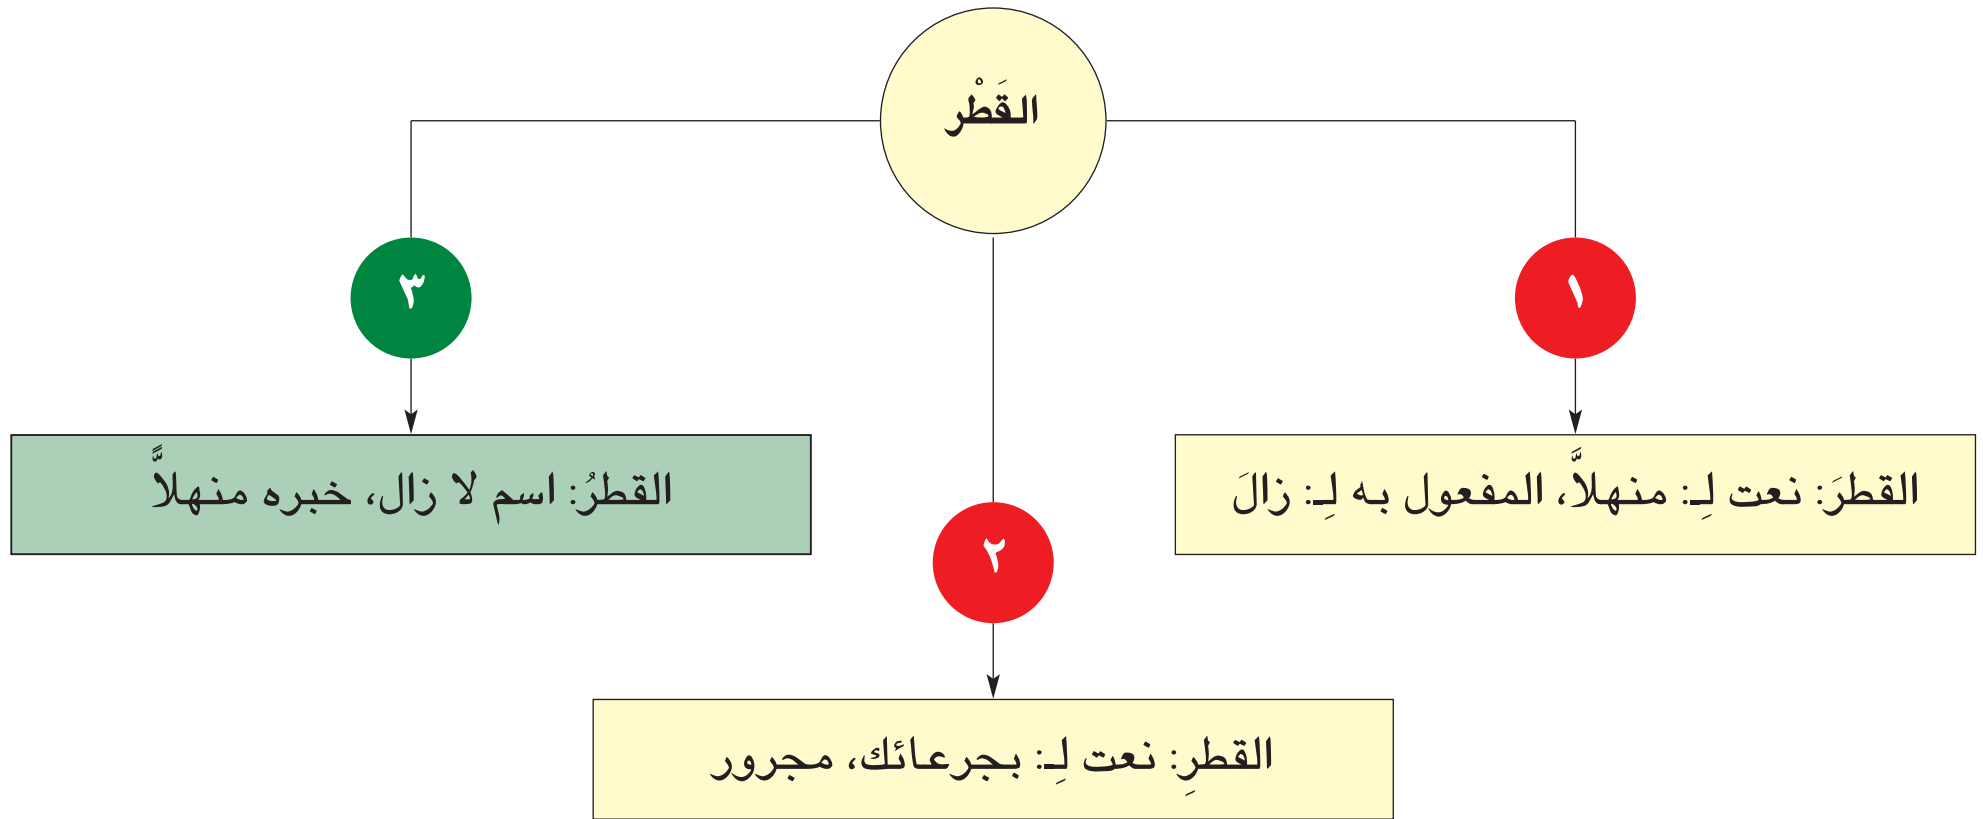 القَطْر
١
القطرَ: نعت لِـ: منهلاًّ، المفعول به لِـ: زالَ
٢
القطرِ: نعت لِـ: بجرعائك، مجرور
٣
القطرُ: اسم لا زال، خبره منهلاًّ